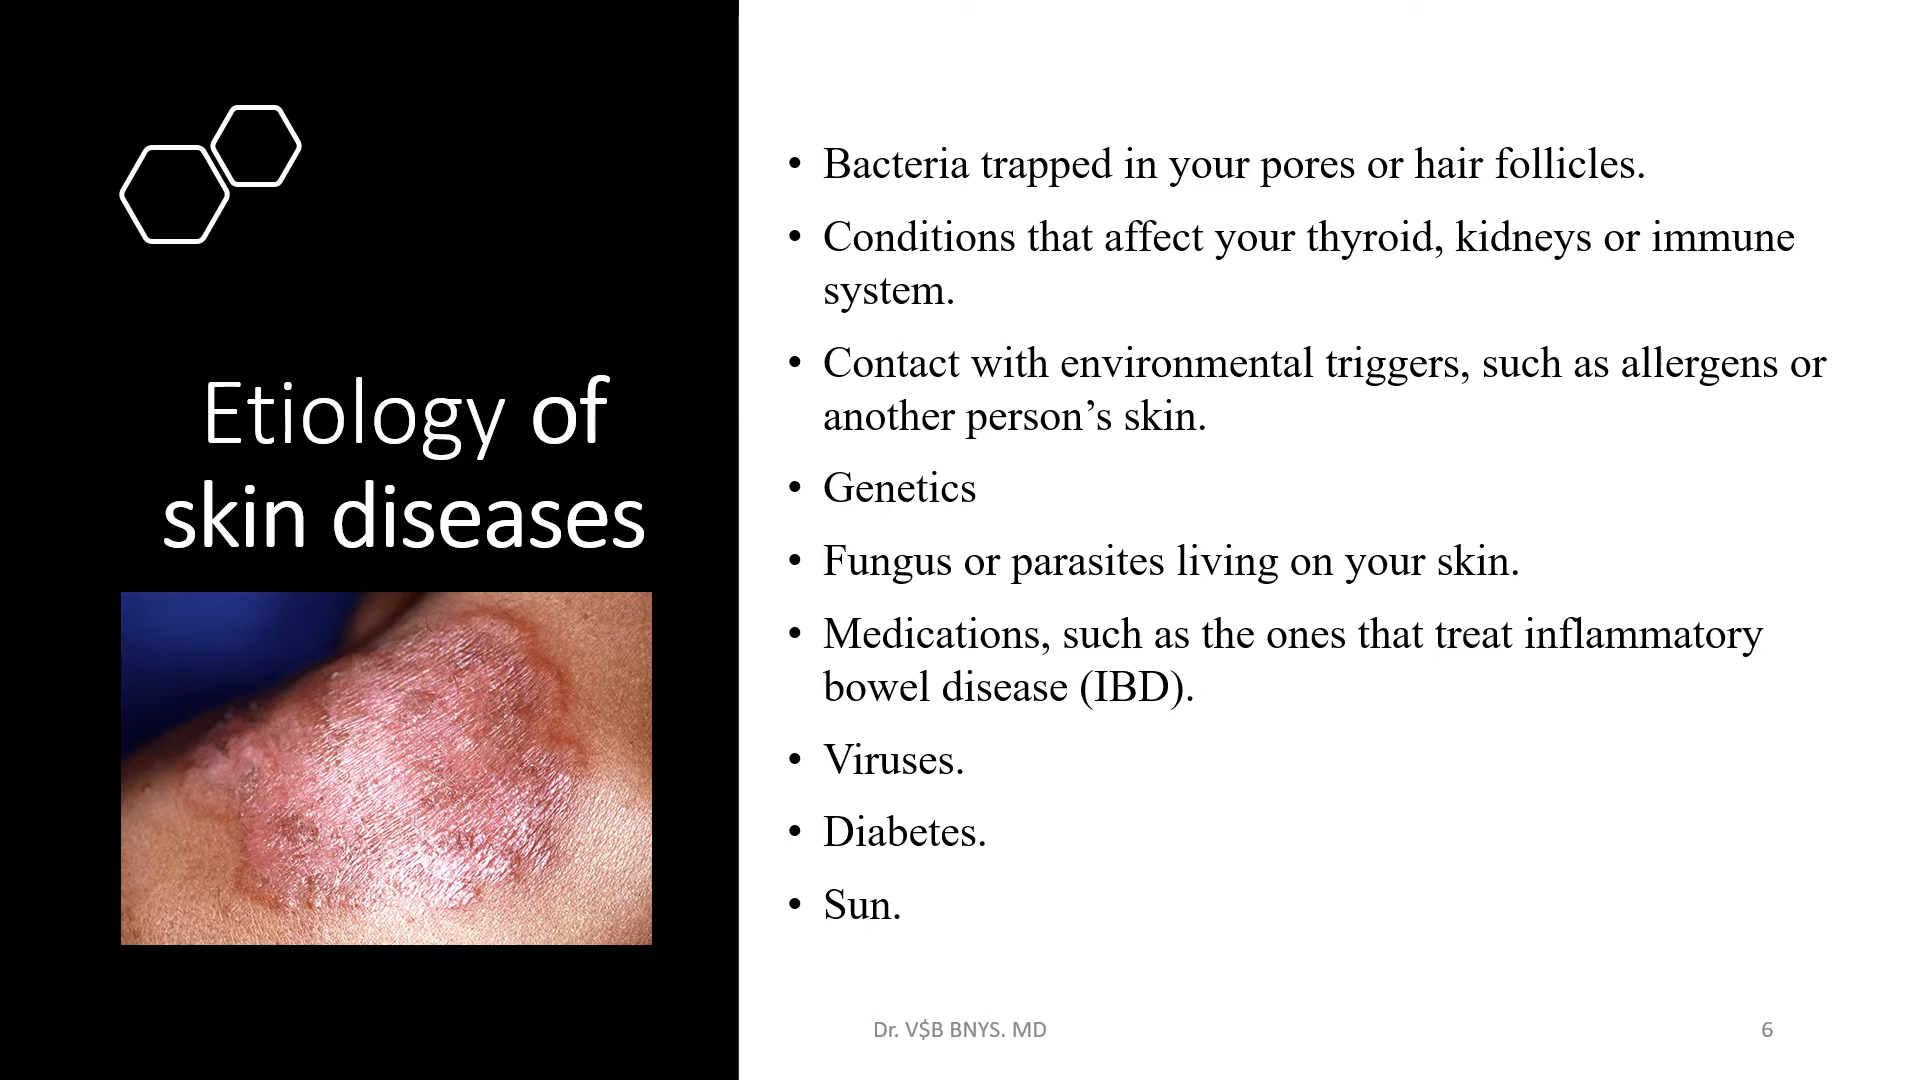 Etiology of
skin diseases
• Bacteria trapped in your pores or hair follicles.
• Conditions that affect your thyroid, kidneys or immune
system.
• Contact with environmental triggers, such as allergens or
another person’s skin.
• Genetics
• Fungus or parasites living on your skin.
• Medications, such as the ones that treat inflammatory
bowel disease (IBD).
• Viruses.
• Diabetes.
• Sun.
Dr. V$B BNYS. MD
6